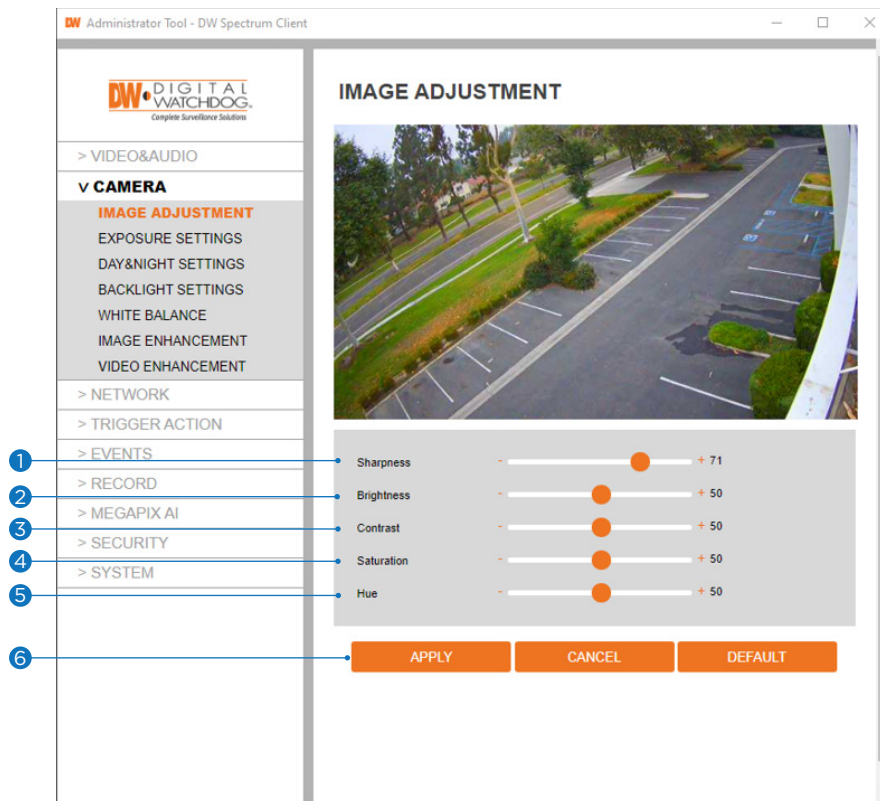 DW Administrator Tool - DW Spectrum Client
DW DIGITAL
WATCHDOG®
Complete Surveillance Solutions
> VIDEO&AUDIO
v CAMERA
IMAGE ADJUSTMENT
EXPOSURE SETTINGS
DAY&NIGHT SETTINGS
BACKLIGHT SETTINGS
WHITE BALANCE
IMAGE ENHANCEMENT
VIDEO ENHANCEMENT
> NETWORK
> TRIGGER ACTION
> EVENTS
> RECORD
> MEGAPIX AI
> SECURITY
> SYSTEM
IMAGE ADJUSTMENT
1 Sharpness - + 71
2 Brightness - + 50
3 Contrast - + 50
4 Saturation - + 50
5 Hue - + 50
6 APPLY CANCEL DEFAULT